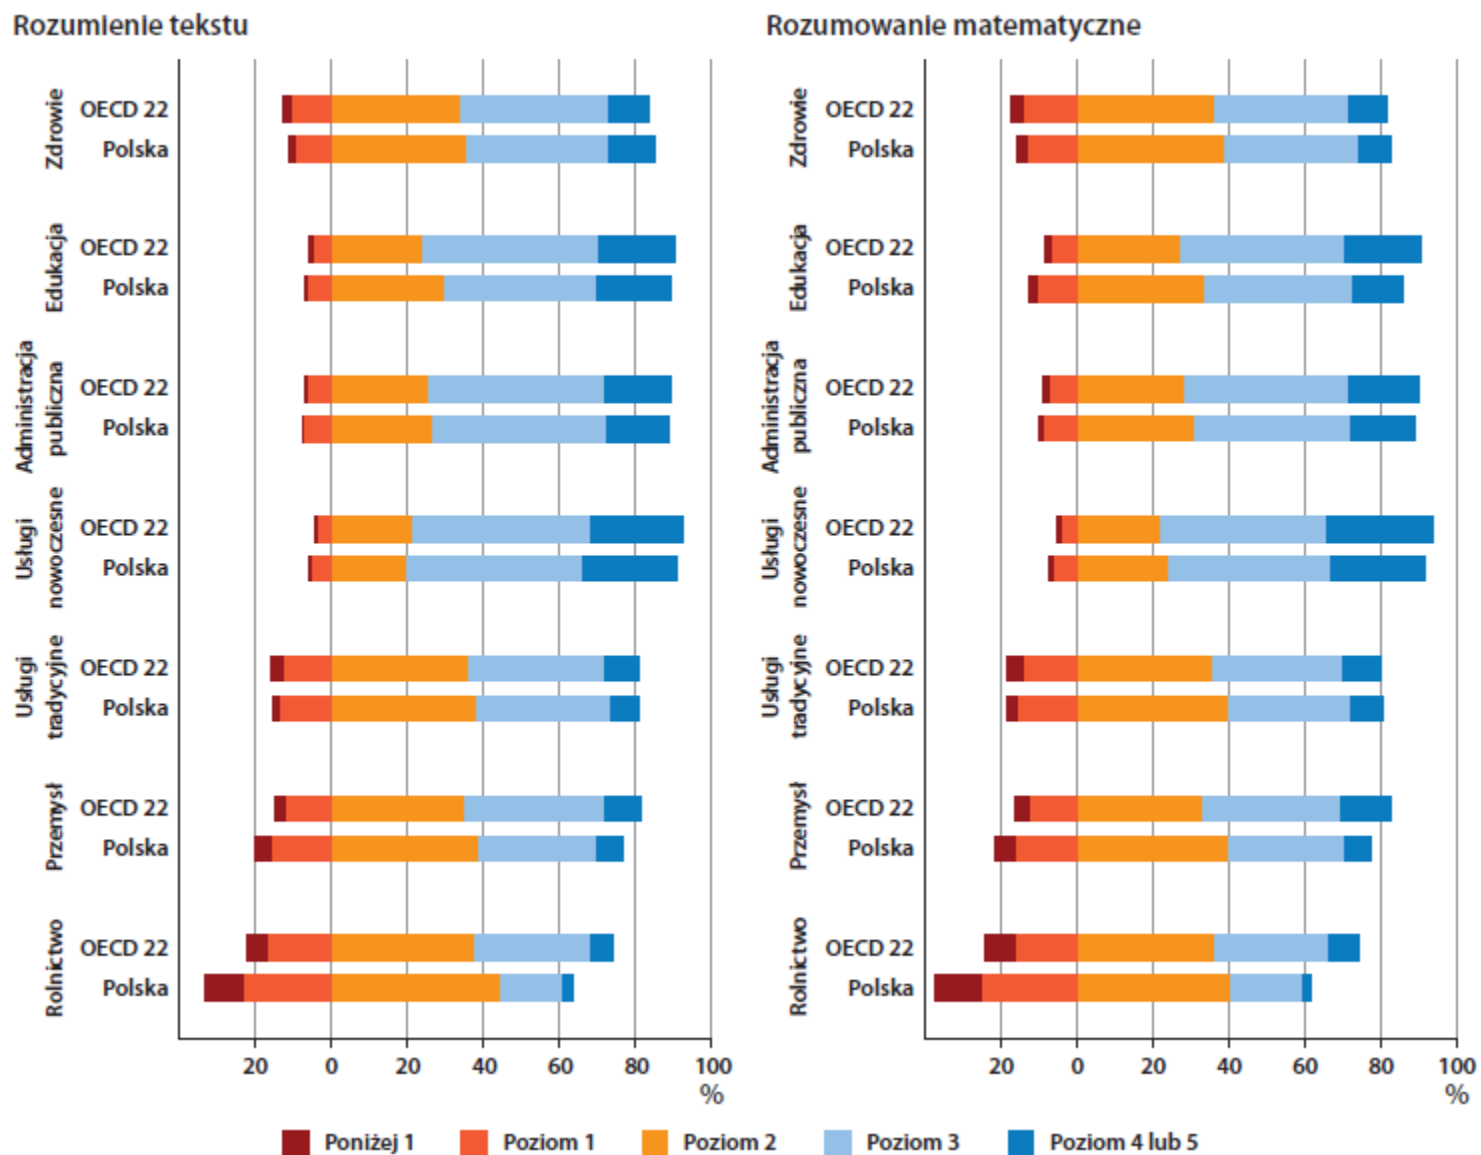 Rozumienie tekstu
Zdrowie
OECD 22
Polska
Edukacja
OECD 22
Polska
Administracja
publiczna
OECD 22
Polska
Usługi
nowoczesne
OECD 22
Polska
Usługi
tradycyjne
OECD 22
Polska
Przemysł
OECD 22
Polska
Rolnictwo
OECD 22
Polska
20 0 20 40 60 80 100
%
Rozumowanie matematyczne
Zdrowie
OECD 22
Polska
Edukacja
OECD 22
Polska
Administracja
publiczna
OECD 22
Polska
Usługi
nowoczesne
OECD 22
Polska
Usługi
tradycyjne
OECD 22
Polska
Przemysł
OECD 22
Polska
Rolnictwo
OECD 22
Polska
20 0 20 40 60 80 100
%
Poniżej 1 Poziom 1 Poziom 2 Poziom 3 Poziom 4 lub 5